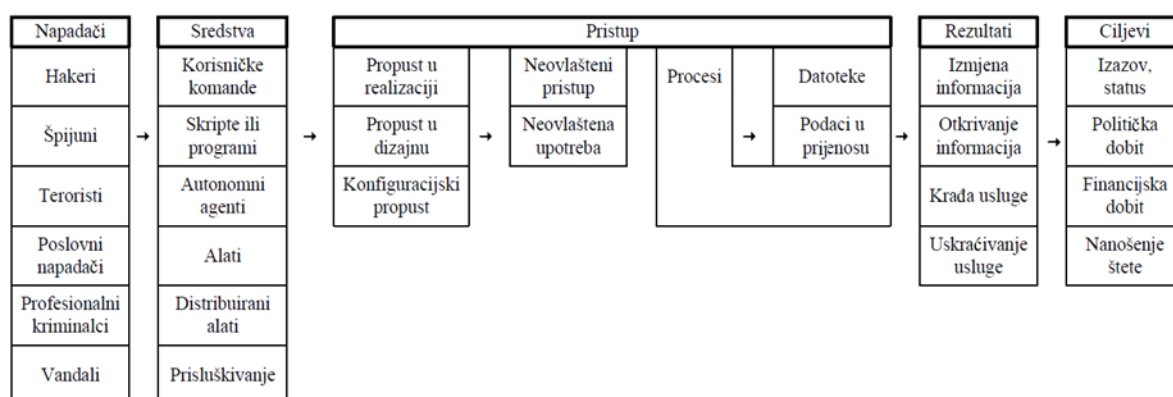 Napadači
Hakeri
Špijuni
Teroristi
Poslovni
napadači
Profesionalni
kriminalci
Vandali
→
Sredstva
Korisničke
komande
Skripte ili
programi
Autonomni
agenti
Alati
Distribuirani
alati
Prisluškivanje
→
Pristup
Propust u
realizaciji
Propust u
dizajnu
Konfiguracijski
propust
→
Neovlašteni
pristup
Neovlaštena
upotreba
Procesi
→
Datoteke
Podaci u
prijenosu
→
Rezultati
Izmjena
informacija
Otkrivanje
informacija
Krađa usluge
Uskraćivanje
usluge
→
Ciljevi
Izazov,
status
Politička
dobit
Financijska
dobit
Nanošenje
štete